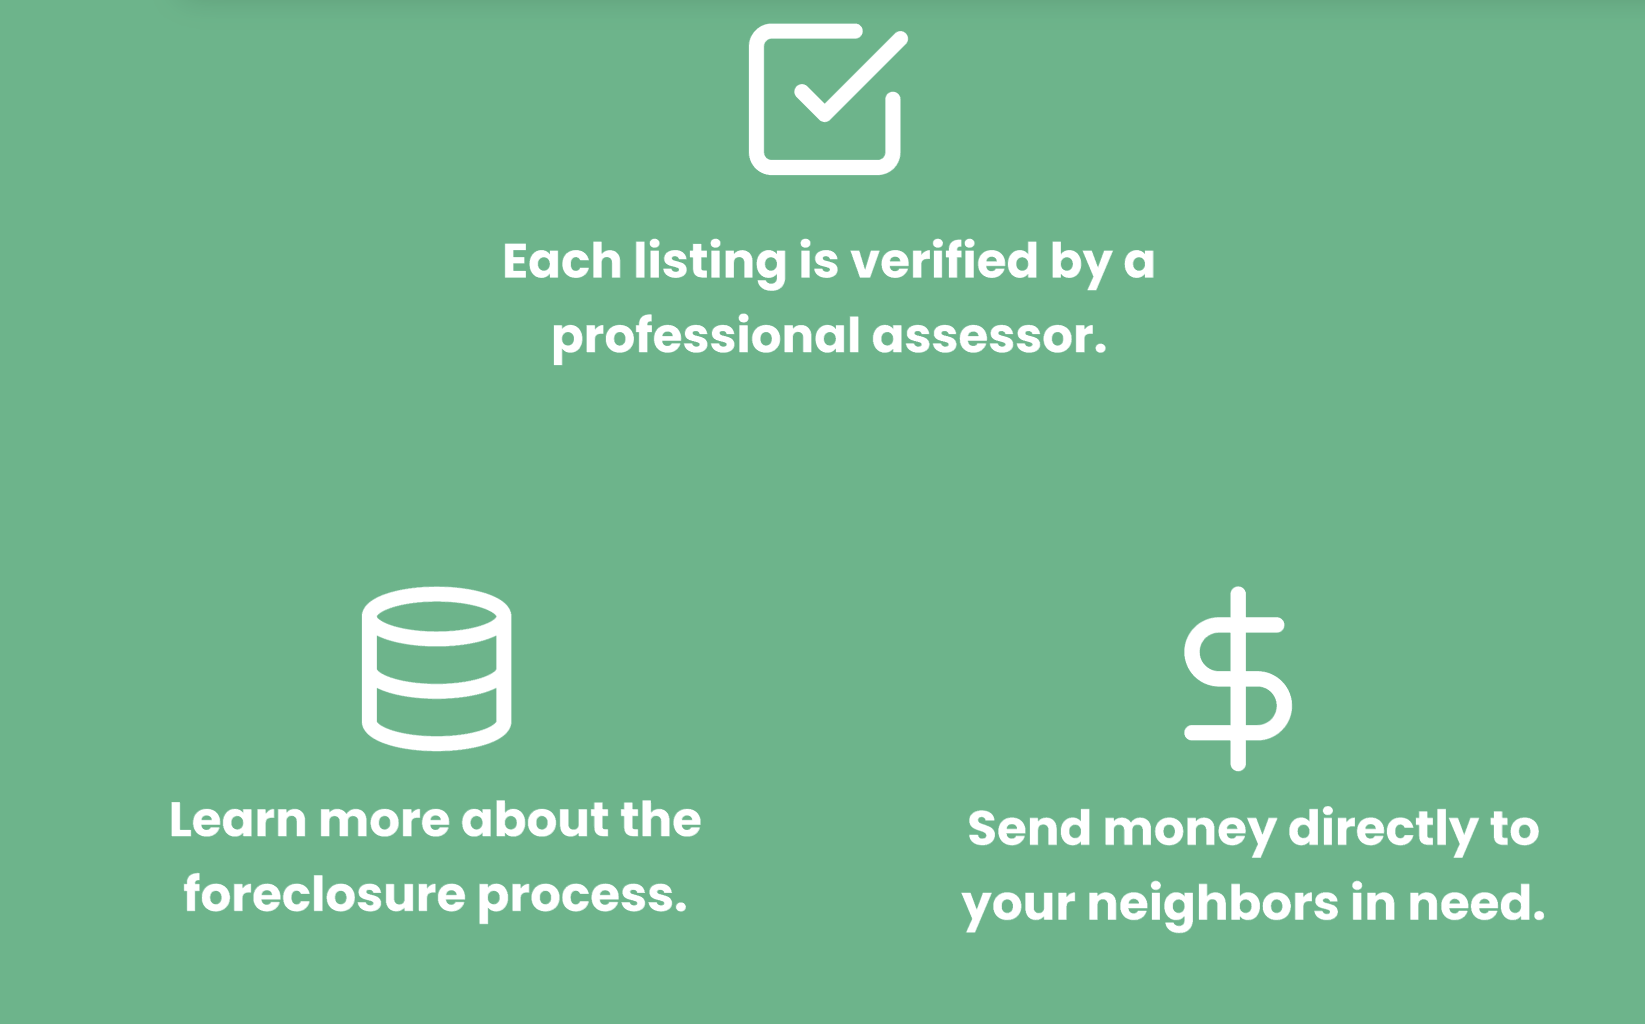 Each listing is verified by a
professional assessor.
Learn more about the
foreclosure process.
Send money directly to
your neighbors in need.